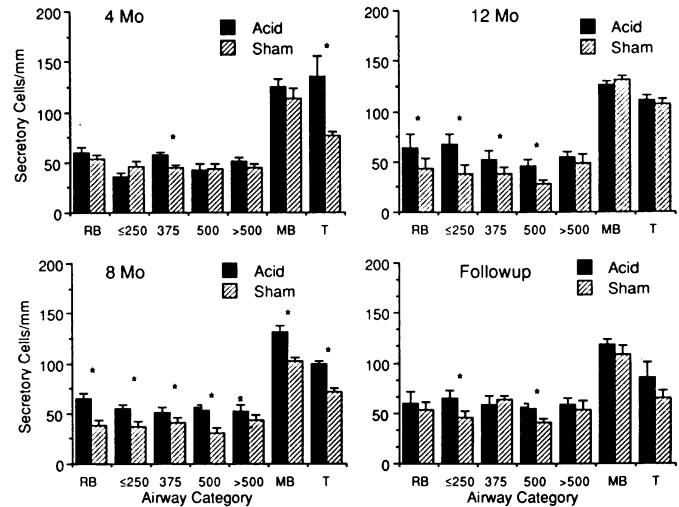 4 Mo
Acid
Sham
Secretory Cells/mm
200
150
100
50
0
*
*
RB ≤250 375 500 >500 MB T
12 Mo
Acid
Sham
200
150
100
50
0
* * * *
RB ≤250 375 500 >500 MB T
8 Mo
Acid
Sham
Secretory Cells/mm
200
150
100
50
0
* * * * * * *
RB ≤250 375 500 >500 MB T
Airway Category
Followup
Acid
Sham
200
150
100
50
0
* *
RB ≤250 375 500 >500 MB T
Airway Category